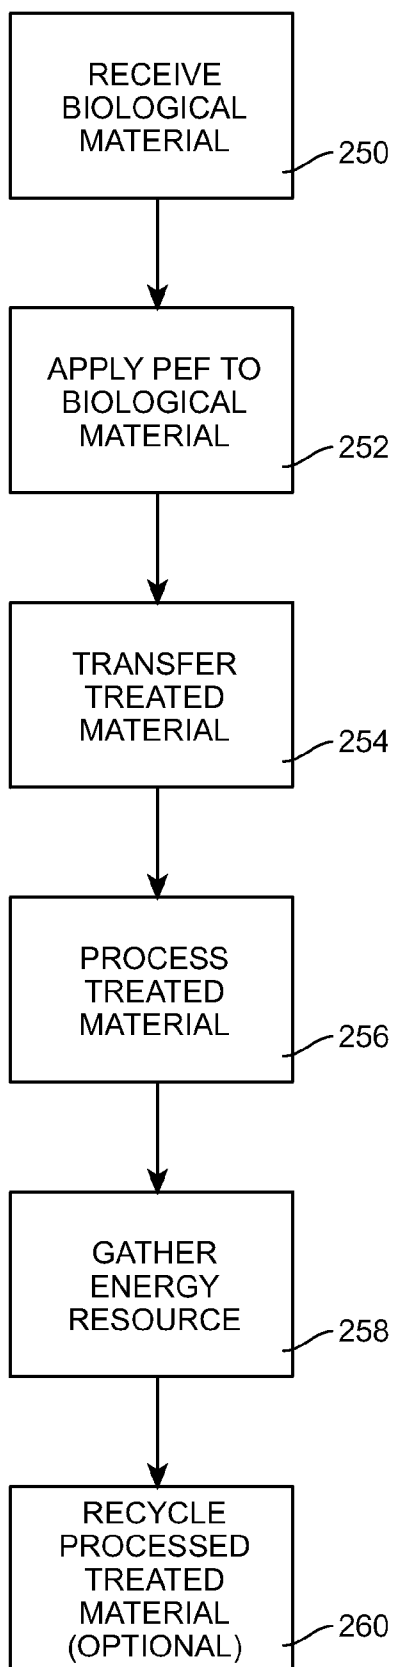 RECEIVE
BIOLOGICAL
MATERIAL
250
APPLY PEF TO
BIOLOGICAL
MATERIAL
252
TRANSFER
TREATED
MATERIAL
254
PROCESS
TREATED
MATERIAL
256
GATHER
ENERGY
RESOURCE
258
RECYCLE
PROCESSED
TREATED
MATERIAL
(OPTIONAL)
260